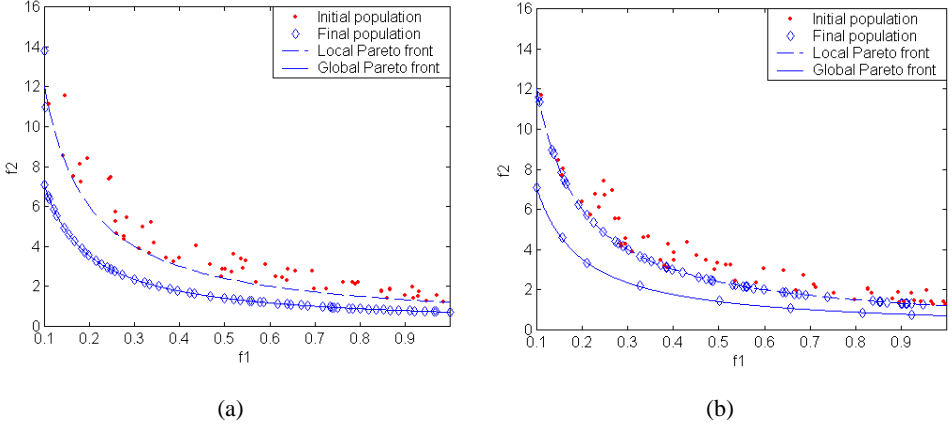 16
14
12
10
8
6
4
2
0
f2
0.1 0.2 0.3 0.4 0.5 0.6 0.7 0.8 0.9
f1
Initial population
Final population
Local Pareto front
Global Pareto front
(a)
16
14
12
10
8
6
4
2
0
f2
0.1 0.2 0.3 0.4 0.5 0.6 0.7 0.8 0.9
f1
Initial population
Final population
Local Pareto front
Global Pareto front
(b)